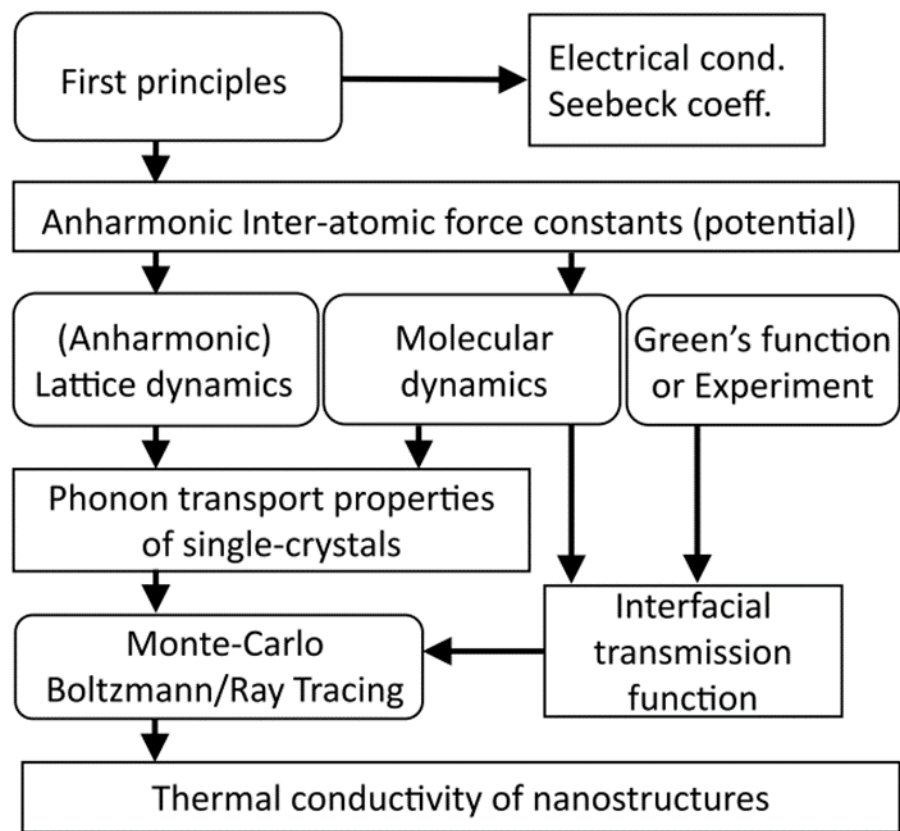 First principles
Electrical cond.
Seebeck coeff.
Anharmonic Inter-atomic force constants (potential)
(Anharmonic)
Lattice dynamics
Molecular
dynamics
Green's function
or Experiment
Phonon transport properties
of single-crystals
Interfacial
transmission
function
Monte-Carlo
Boltzmann/Ray Tracing
Thermal conductivity of nanostructures